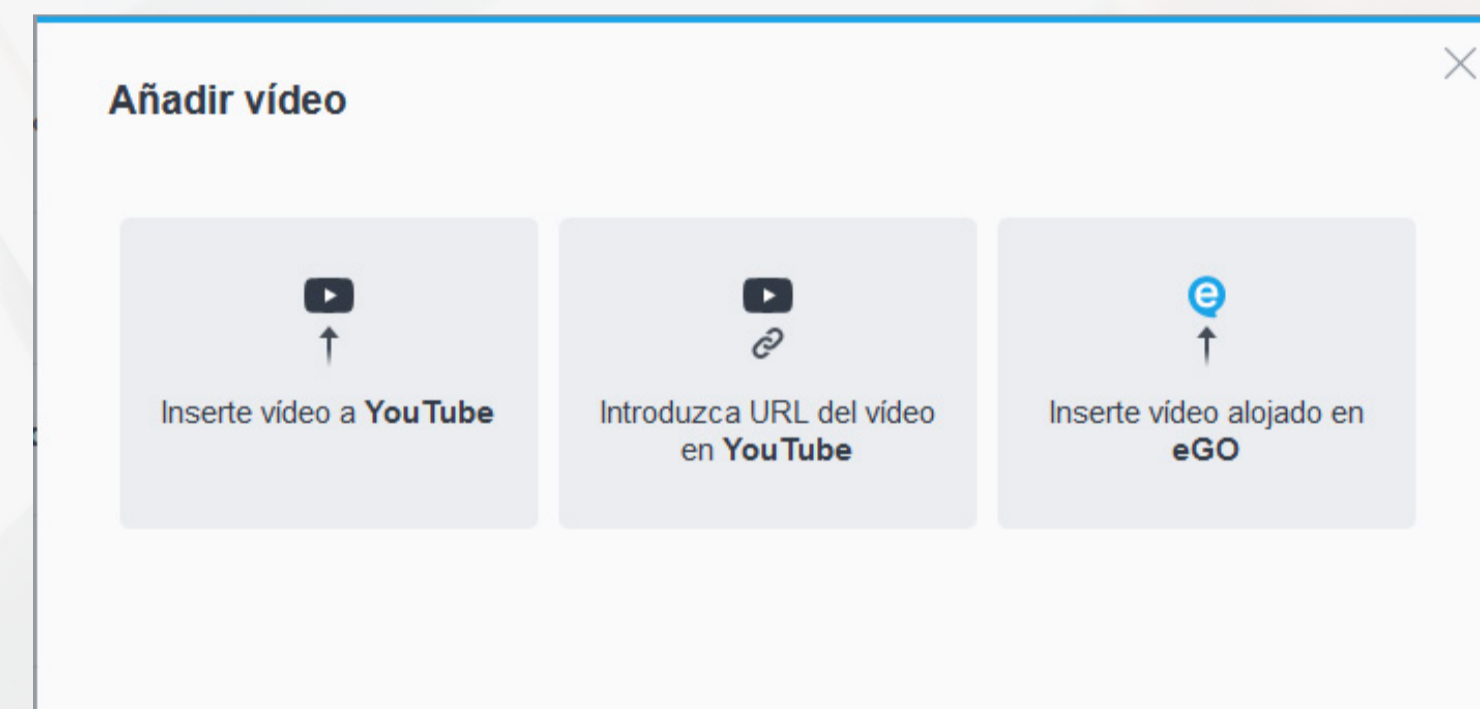 Añadir vídeo
Inserte vídeo a YouTube
Introduzca URL del vídeo
en YouTube
Inserte vídeo alojado en
eGO